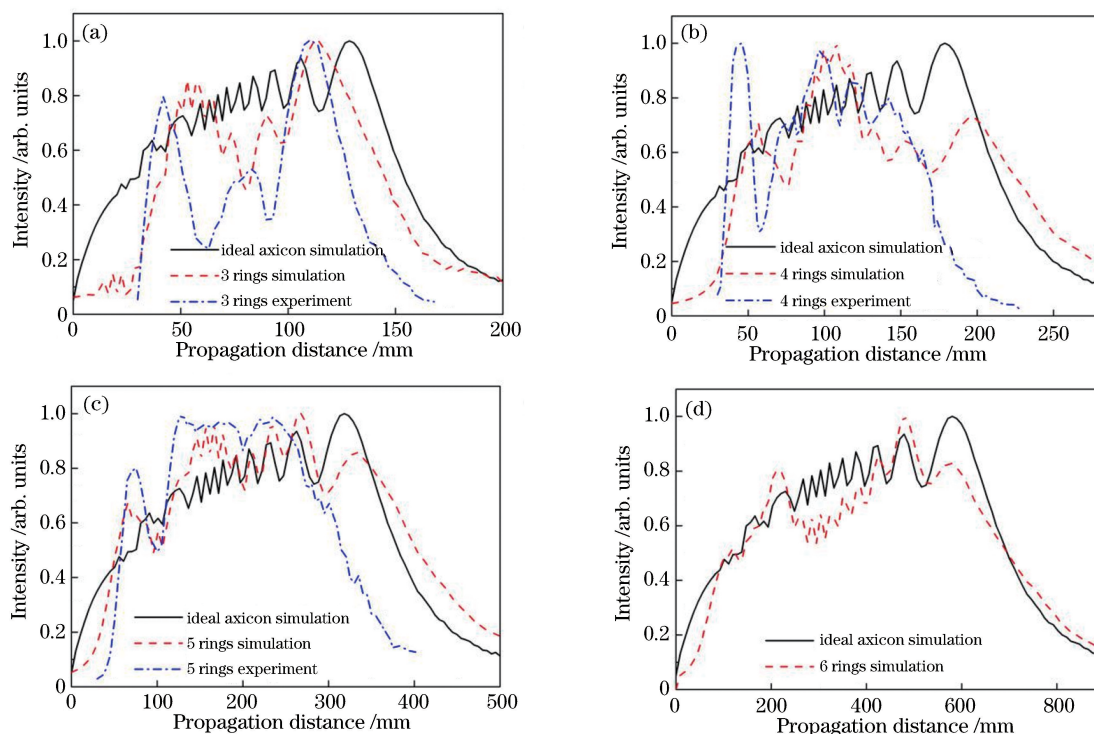 (a)
1.0
0.8
0.6
0.4
0.2
0
Intensity /arb. units
ideal axicon simulation
3 rings simulation
3 rings experiment
0 50 100 150 200
Propagation distance /mm
(b)
1.0
0.8
0.6
0.4
0.2
0
Intensity /arb. units
ideal axicon simulation
4 rings simulation
4 rings experiment
0 50 100 150 200 250
Propagation distance /mm
(c)
1.0
0.8
0.6
0.4
0.2
0
Intensity /arb. units
ideal axicon simulation
5 rings simulation
5 rings experiment
0 100 200 300 400 500
Propagation distance /mm
(d)
1.0
0.8
0.6
0.4
0.2
0
Intensity /arb. units
ideal axicon simulation
6 rings simulation
0 200 400 600 800
Propagation distance /mm